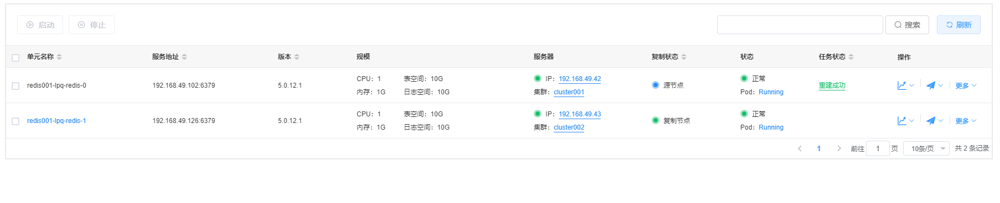 启动 停止 搜索 刷新
单元名称 服务地址 版本 规模 服务器 复制状态 状态 任务状态 操作
redis001-lpq-redis-0 192.168.49.102:6379 5.0.12.1 CPU：1 表空间：10G IP：192.168.49.42 源节点 正常 重建成功 更多
内存：1G 日志空间：10G 集群：cluster001 Pod：Running
redis001-lpq-redis-1 192.168.49.126:6379 5.0.12.1 CPU：1 表空间：10G IP：192.168.49.43 复制节点 正常 更多
内存：1G 日志空间：10G 集群：cluster002 Pod：Running
1 前往 1 页 10条/页 共 2 条记录